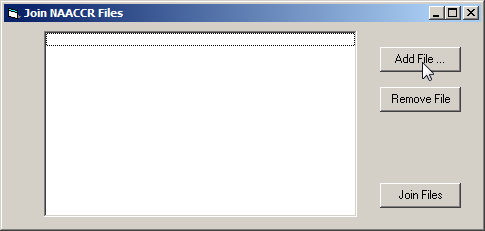 Join NAACCR Files
Add File ...
Remove File
Join Files